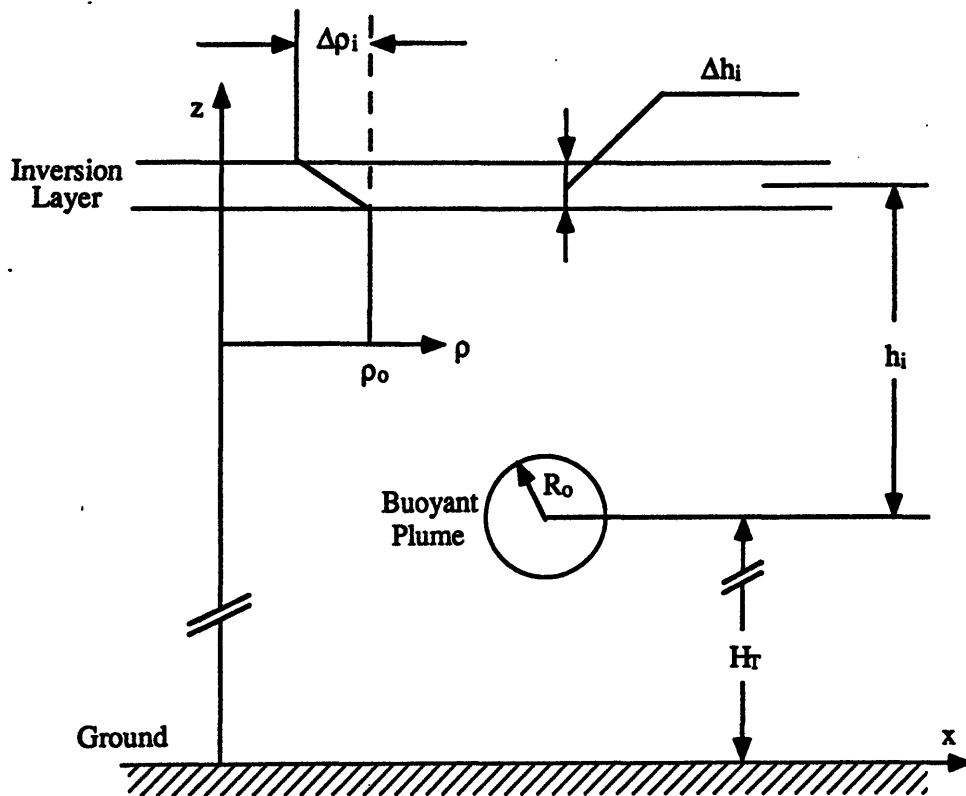 Δρi
Δhi
z
Inversion
Layer
ρ
ρo
hi
Ro
Buoyant
Plume
HT
Ground
x